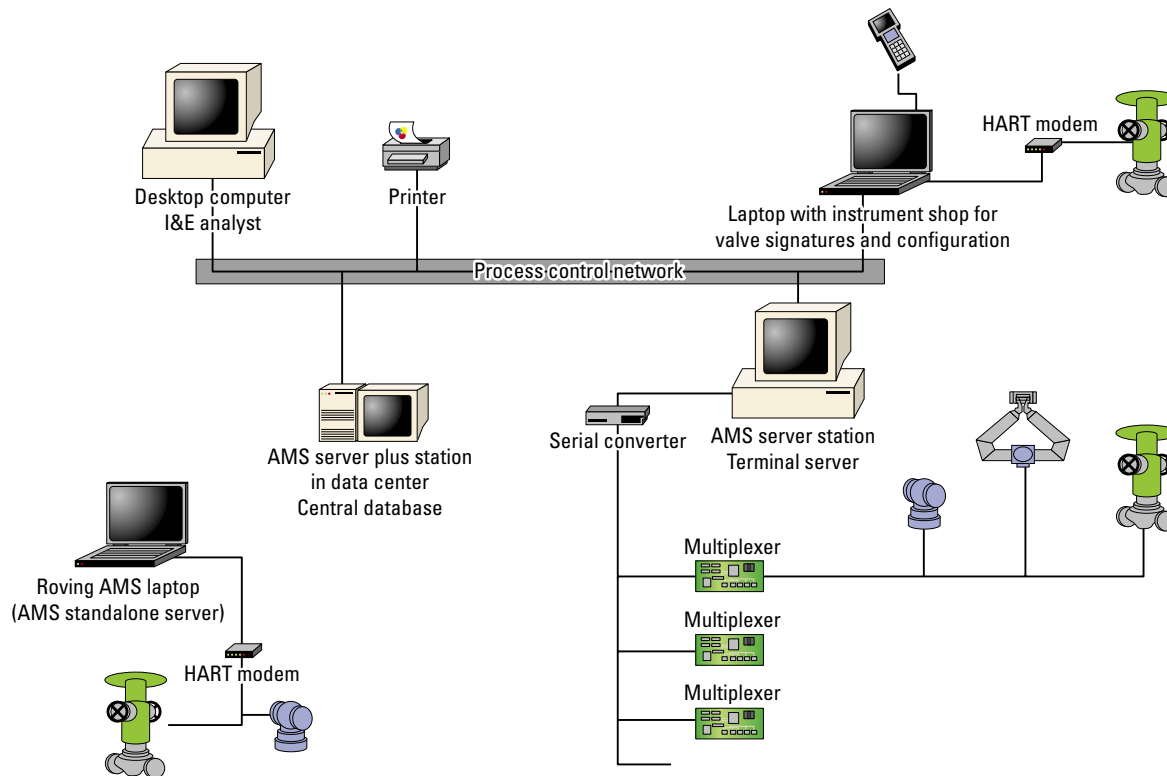 HART modem
Desktop computer
I&E analyst
Printer
Laptop with instrument shop for
valve signatures and configuration
Process control network
Serial converter
AMS server station
Terminal server
AMS server plus station
in data center
Central database
Multiplexer
Roving AMS laptop
(AMS standalone server)
Multiplexer
HART modem
Multiplexer